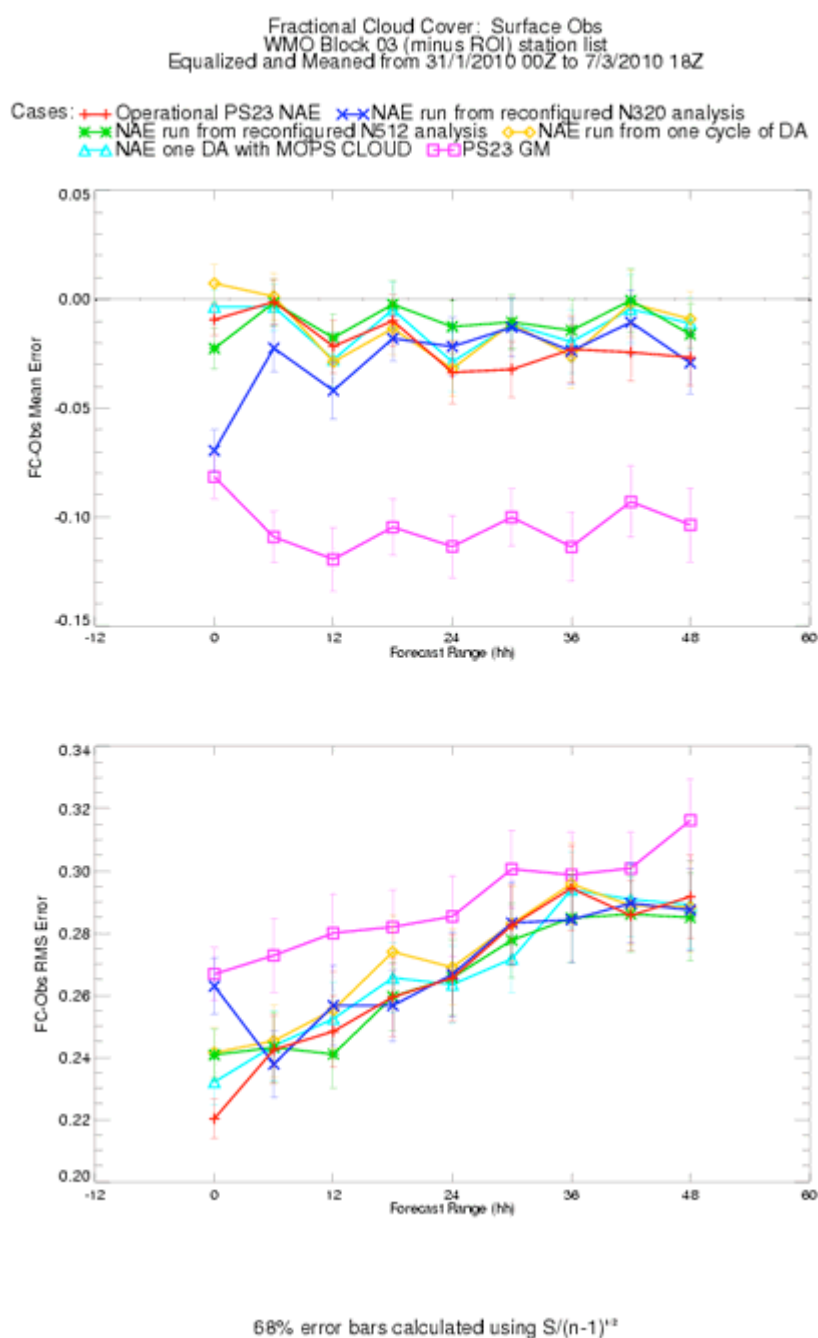 Fractional Cloud Cover: Surface Obs
WMO Block 03 (minus ROI) station list
Equalized and Meaned from 31/1/2010 00Z to 7/3/2010 18Z
Cases: Operational PS23 NAE NAE run from reconfigured N320 analysis
NAE run from reconfigured N512 analysis NAE run from one cycle of DA
NAE one DA with MOPS CLOUD PS23 GM
0.05
0.00
-0.05
-0.10
-0.15
FC-Obs Mean Error
-12 0 12 24 36 48 60
Forecast Range (hh)
0.34
0.32
0.30
0.28
0.26
0.24
0.22
0.20
FC-Obs RMS Error
-12 0 12 24 36 48 60
Forecast Range (hh)
68% error bars calculated using S/(n-1)